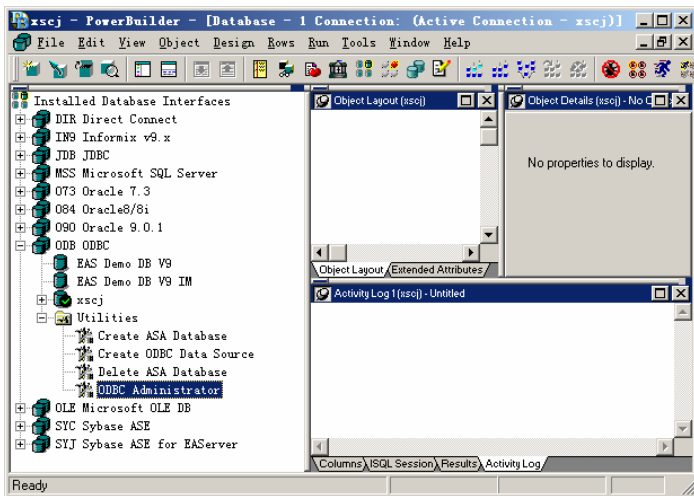 xscj - PowerBuilder - [Database - 1 Connection: (Active Connection - xscj)]
File Edit View Object Design Rows Run Tools Window Help
Installed Database Interfaces
DIR Direct Connect
IN9 Informix v9.x
JDB JDBC
MSS Microsoft SQL Server
O73 Oracle 7.3
O84 Oracle8/8i
O90 Oracle 9.0.1
ODB ODBC
EAS Demo DB V9
EAS Demo DB V9 IM
xscj
Utilities
Create ASA Database
Create ODBC Data Source
Delete ASA Database
ODBC Administrator
OLE Microsoft OLE DB
SYC Sybase ASE
SYJ Sybase ASE for EAServer
Object Layout (xscj)
Object Layout Extended Attributes
Object Details (xscj) - No
No properties to display.
Activity Log 1 (xscj) - Untitled
Columns ISQL Session Results Activity Log
Ready